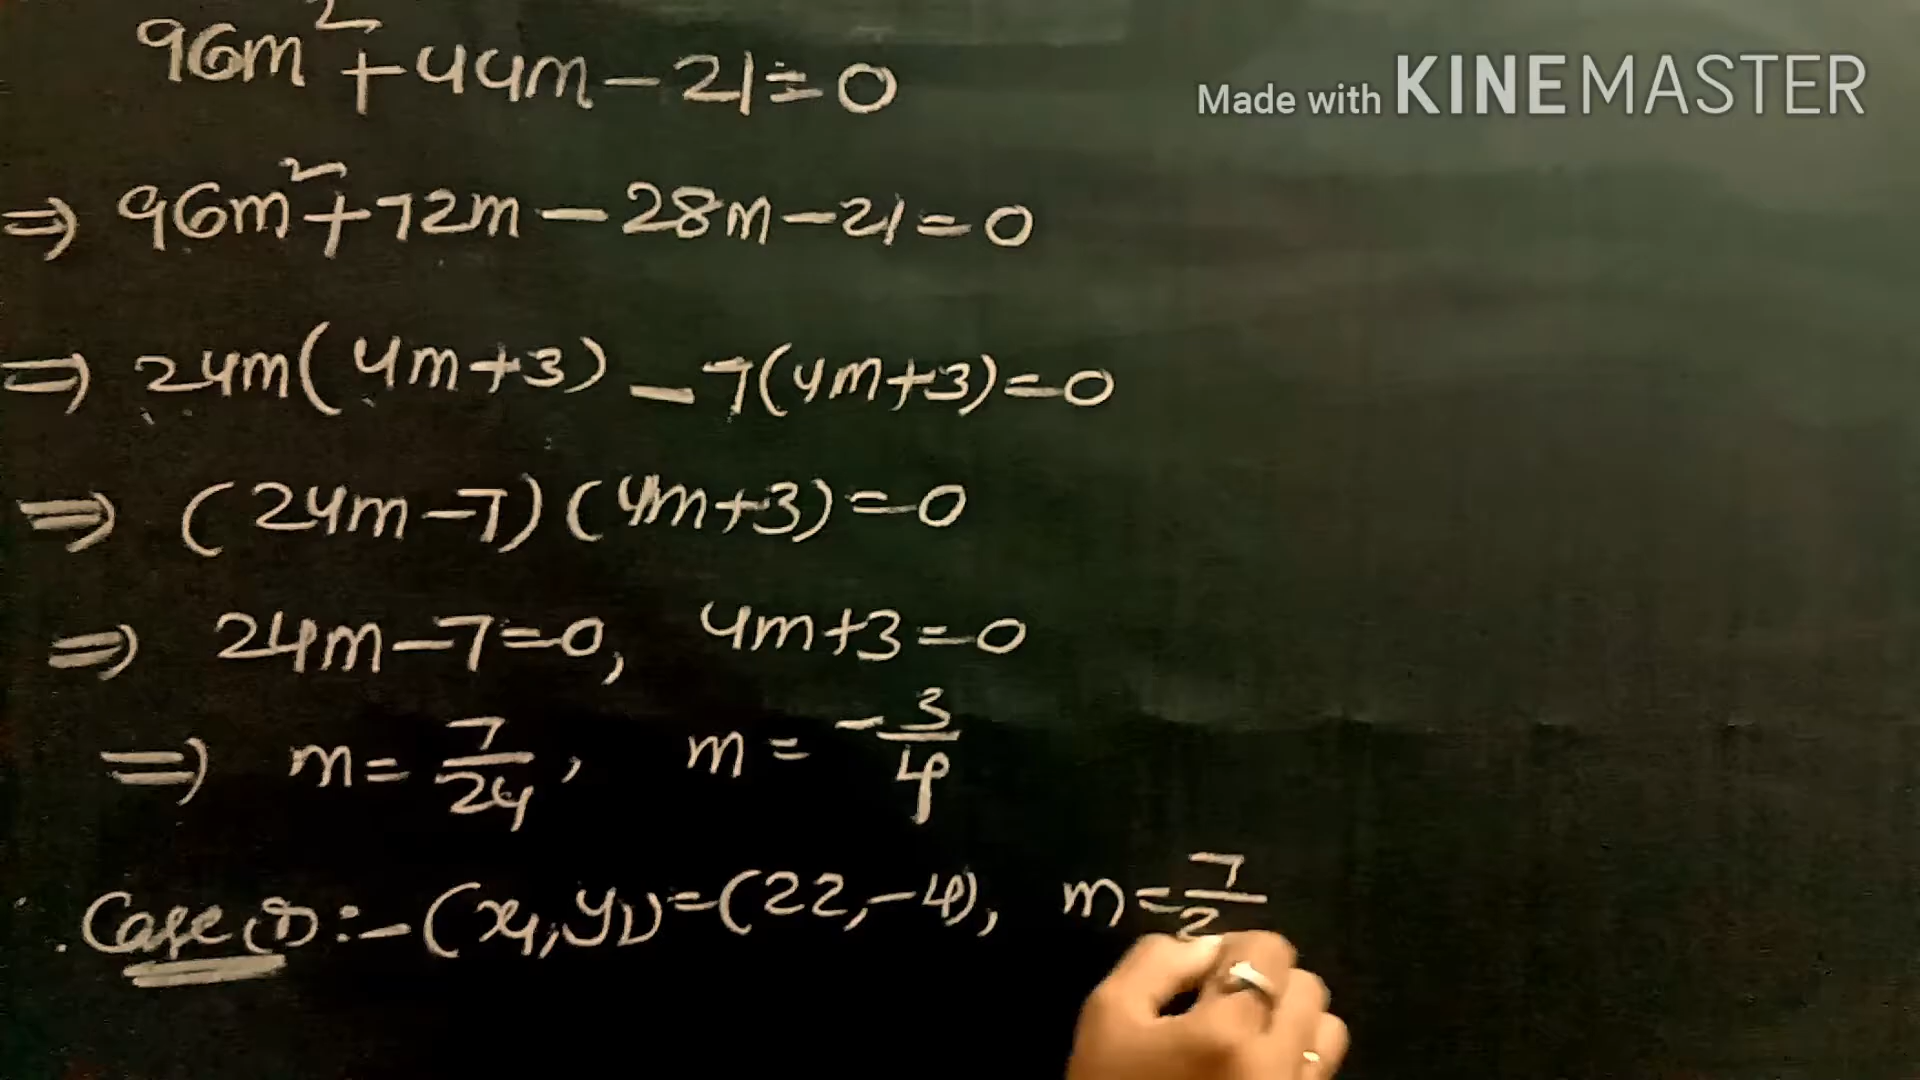 96m² + 44m - 21 = 0
Made with KINEMASTER
⇒ 96m² + 72m - 28m - 21 = 0
⇒ 24m(4m+3) - 7(4m+3) = 0
⇒ (24m-7)(4m+3) = 0
⇒ 24m-7=0, 4m+3=0
⇒ m = 7/24, m = -3/4
Case (i) :- (x₁, y₁) = (22, -4), m = 7/2